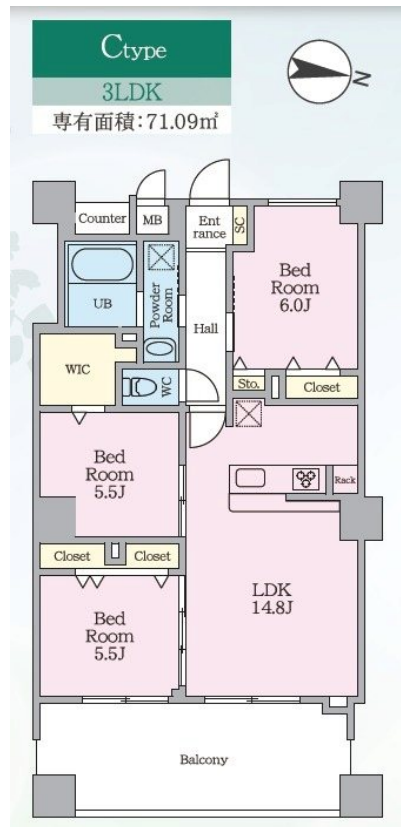 Ctype
3LDK
専有面積:71.09㎡
N
Counter
MB
Ent
rance
SC
Bed
Room
6.0J
UB
Powder
Room
Hall
WIC
WC
Sto.
Closet
Bed
Room
5.5J
Rack
Closet
Closet
LDK
14.8J
Bed
Room
5.5J
Balcony